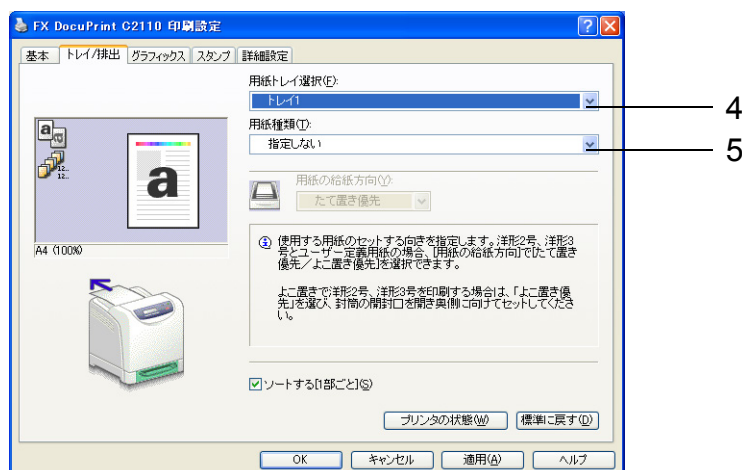 FX DocuPrint C2110 印刷設定
基本 トレイ/排出 グラフィックス スタンプ 詳細設定
用紙トレイ選択(F):
トレイ1
4
用紙種類(T):
指定しない
5
用紙の給紙方向(Y):
たて置き優先
a
a
12..
12..
A4 (100%)
使用する用紙のセットする向きを指定します。洋形2号、洋形3
号とユーザー定義用紙の場合、[用紙の給紙方向]で[たて置き
優先/よこ置き優先]を選択できます。
よこ置きで洋形2号、洋形3号を印刷する場合は、「よこ置き優
先」を選び、封筒の開封口を開き奥側に向けてセットしてくださ
い。
ソートする[1部ごと](S)
プリンタの状態(W) 標準に戻す(D)
OK キャンセル 適用(A) ヘルプ